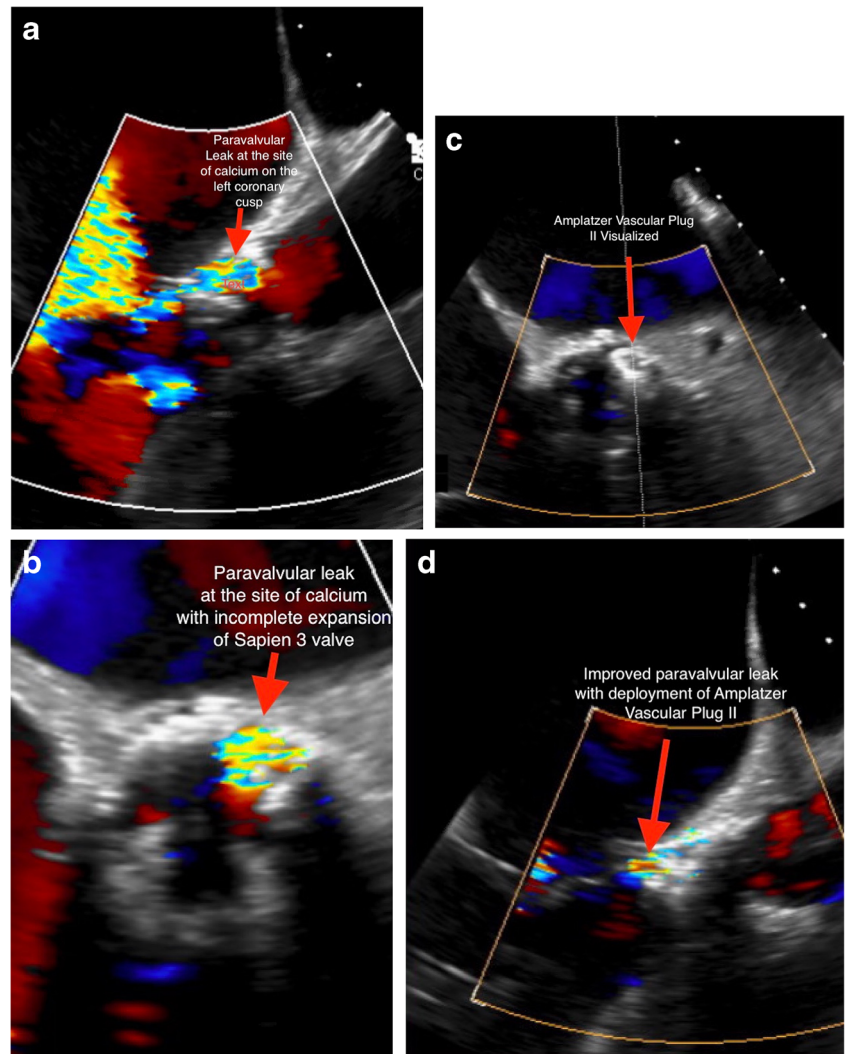 a
Paravalvular
Leak at the site
of calcium on the
left coronary
cusp
b
Paravalvular leak
at the site of calcium
with incomplete expansion
of Sapien 3 valve
c
Amplatzer Vascular Plug
II Visualized
d
Improved paravalvular leak
with deployment of Amplatzer
Vascular Plug II